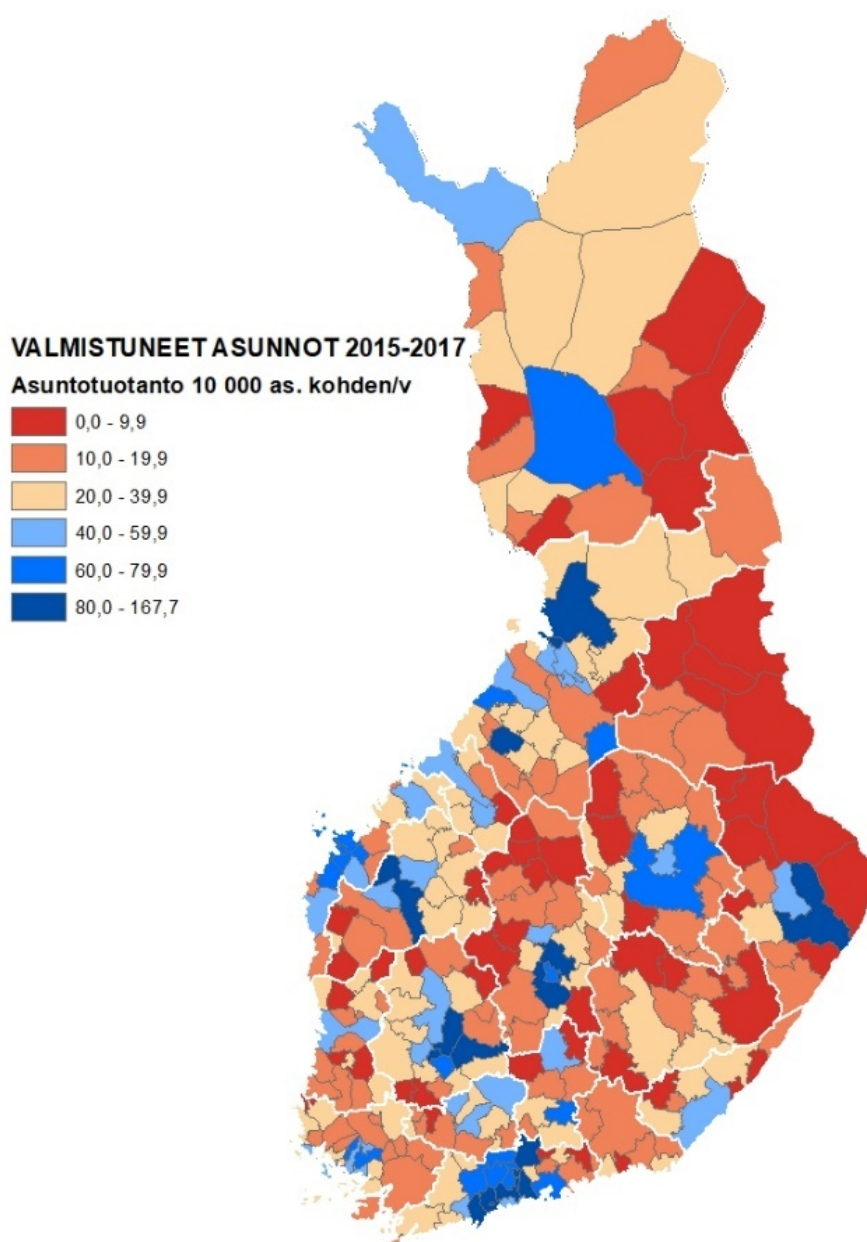 VALMISTUNEET ASUNNOT 2015-2017
Asuntotuotanto 10 000 as. kohden/v
0,0 - 9,9
10,0 - 19,9
20,0 - 39,9
40,0 - 59,9
60,0 - 79,9
80,0 - 167,7